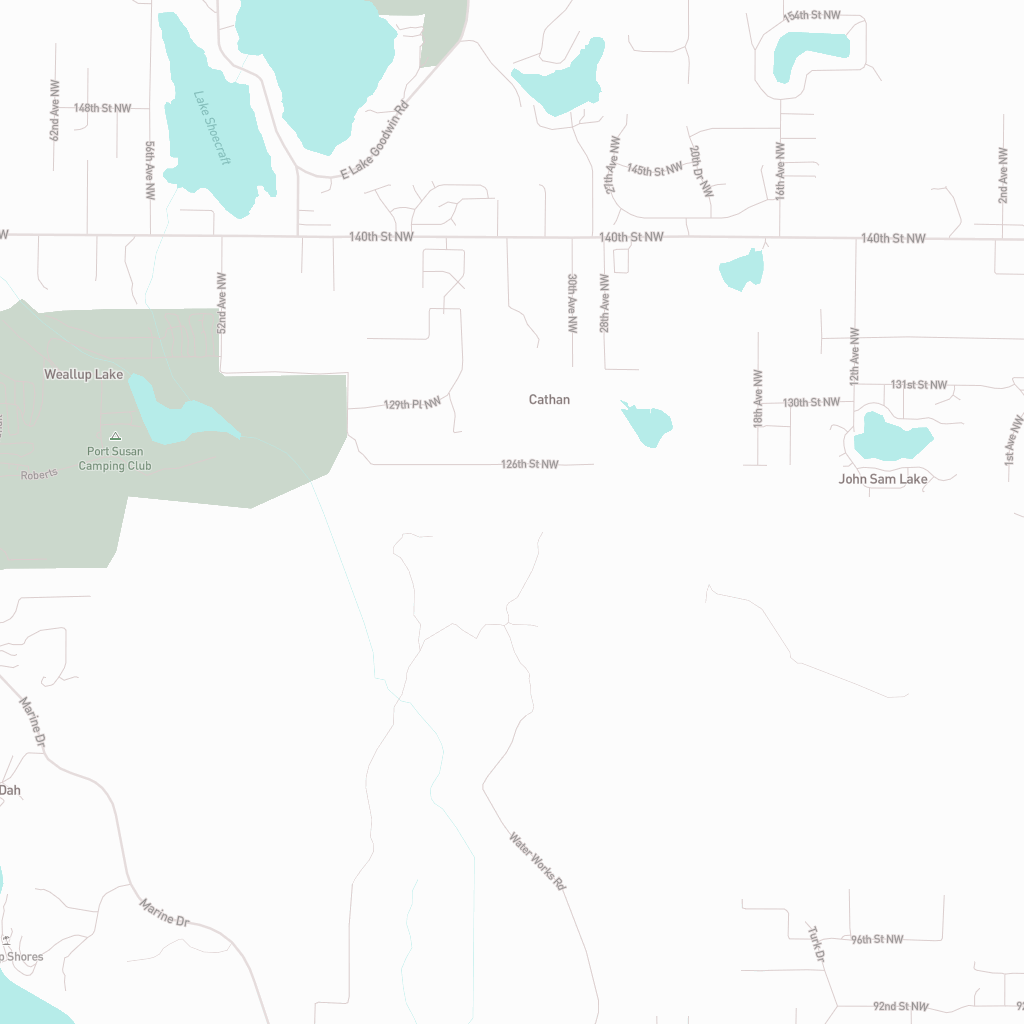 154th St NW
148th St NW
62nd Ave NW
56th Ave NW
Lake Shoecraft
E Lake Goodwin Rd
27th Ave NW
145th St NW
20th Dr NW
16th Ave NW
2nd Ave NW
W
140th St NW
140th St NW
140th St NW
52nd Ave NW
30th Ave NW
28th Ave NW
12th Ave NW
Weallup Lake
131st St NW
18th Ave NW
130th St NW
129th Pl NW
Cathan
1st Ave NW
Port Susan
Camping Club
126th St NW
Roberts
John Sam Lake
Marine Dr
Dah
Water Works Rd
Marine Dr
Turk Dr
96th St NW
p Shores
92nd St NW
92